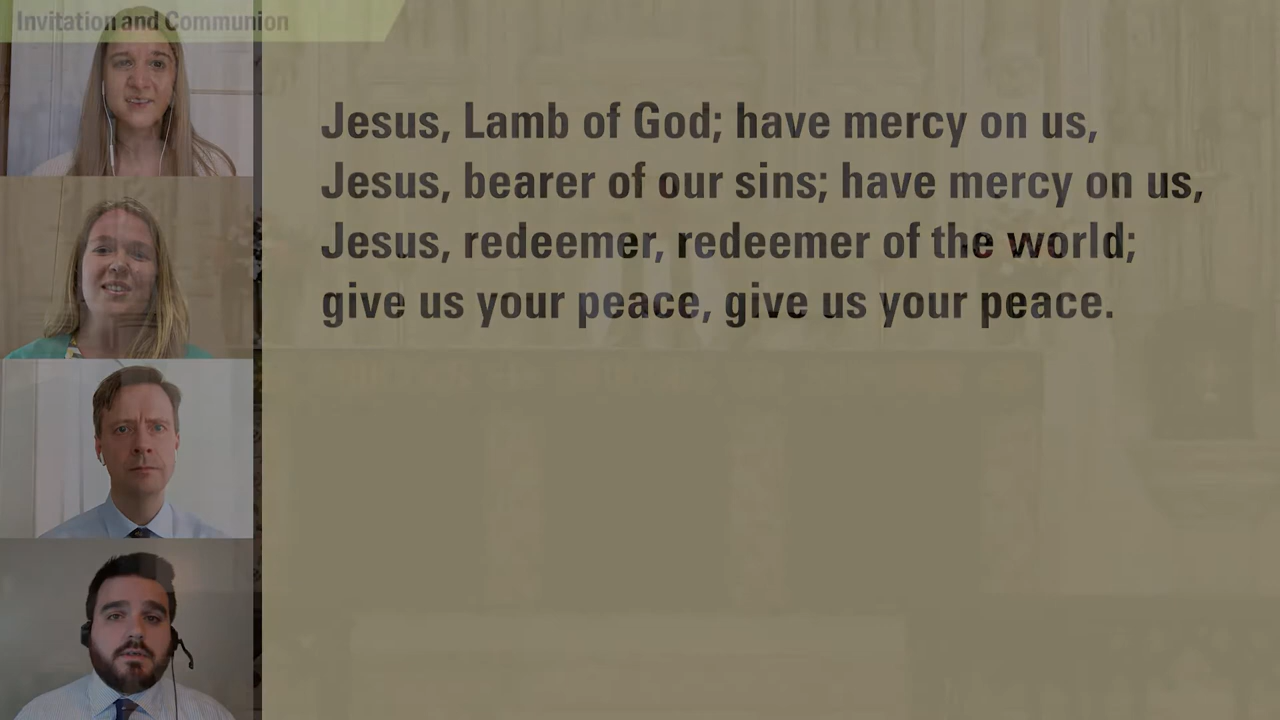 Invitation and Communion
Jesus, Lamb of God; have mercy on us,
Jesus, bearer of our sins; have mercy on us,
Jesus, redeemer, redeemer of the world;
give us your peace, give us your peace.